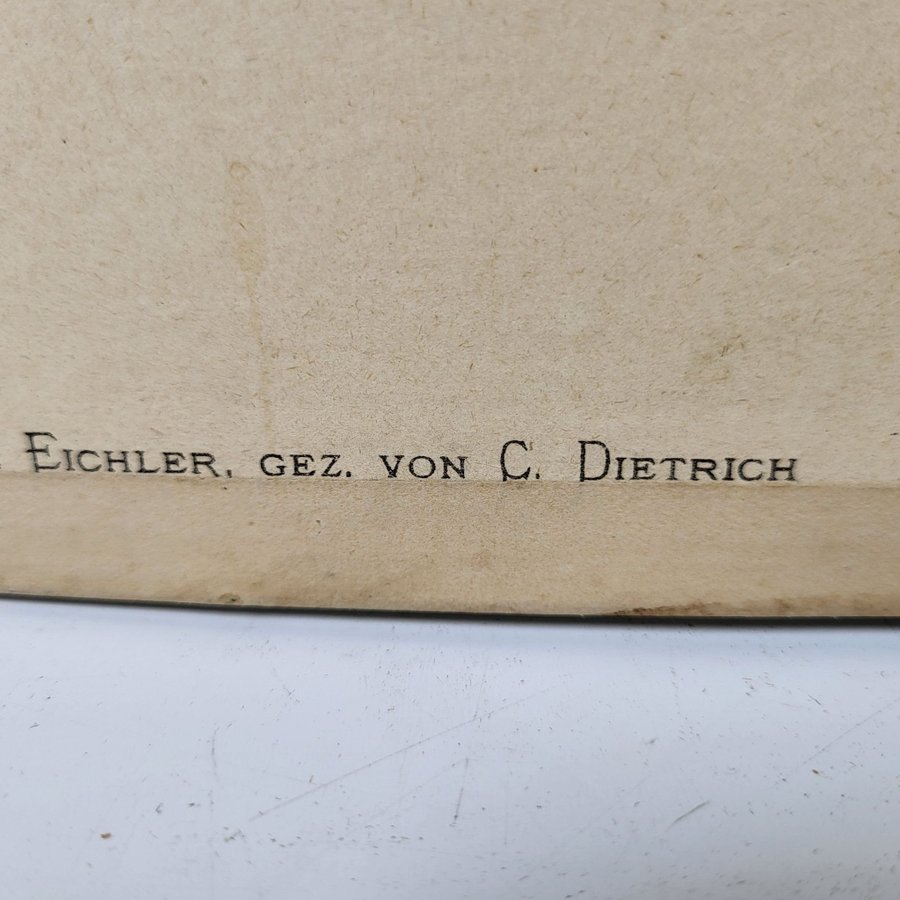 . EICHLER, GEZ. VON C. DIETRICH